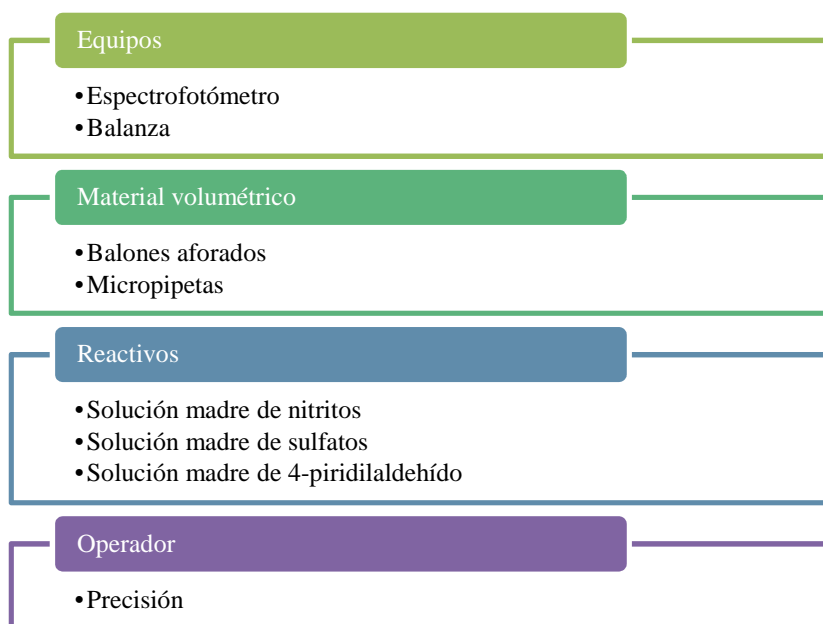 Equipos
•Espectrofotómetro
•Balanza
Material volumétrico
•Balones aforados
•Micropipetas
Reactivos
•Solución madre de nitritos
•Solución madre de sulfatos
•Solución madre de 4-piridilaldehído
Operador
•Precisión